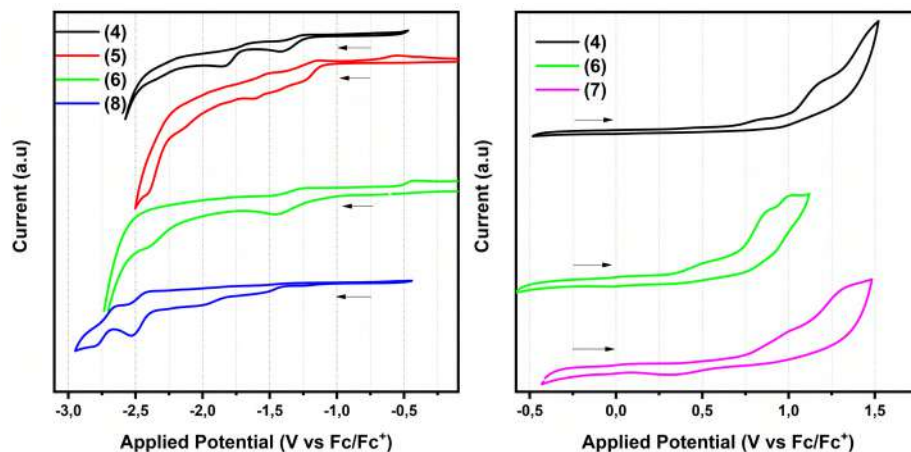 (4)
(5)
(6)
(8)
Current (a.u)
-3,0 -2,5 -2,0 -1,5 -1,0 -0,5
Applied Potential (V vs Fc/Fc⁺)
(4)
(6)
(7)
Current (a.u)
-0,5 0,0 0,5 1,0 1,5
Applied Potential (V vs Fc/Fc⁺)